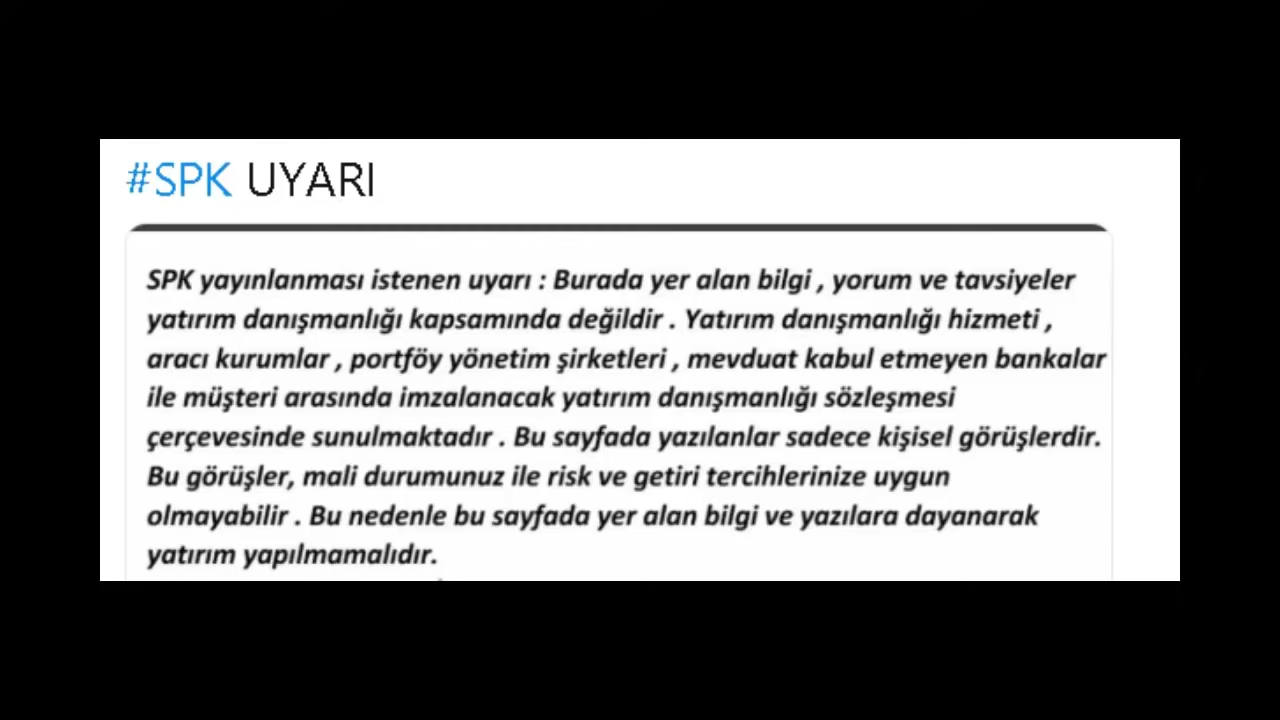 #SPK UYARI
SPK yayınlanması istenen uyarı : Burada yer alan bilgi , yorum ve tavsiyeler
yatırım danışmanlığı kapsamında değildir . Yatırım danışmanlığı hizmeti ,
aracı kurumlar , portföy yönetim şirketleri , mevduat kabul etmeyen bankalar
ile müşteri arasında imzalanacak yatırım danışmanlığı sözleşmesi
çerçevesinde sunulmaktadır . Bu sayfada yazılanlar sadece kişisel görüşlerdir.
Bu görüşler, mali durumunuz ile risk ve getiri tercihlerinize uygun
olmayabilir . Bu nedenle bu sayfada yer alan bilgi ve yazılara dayanarak
yatırım yapılmamalıdır.